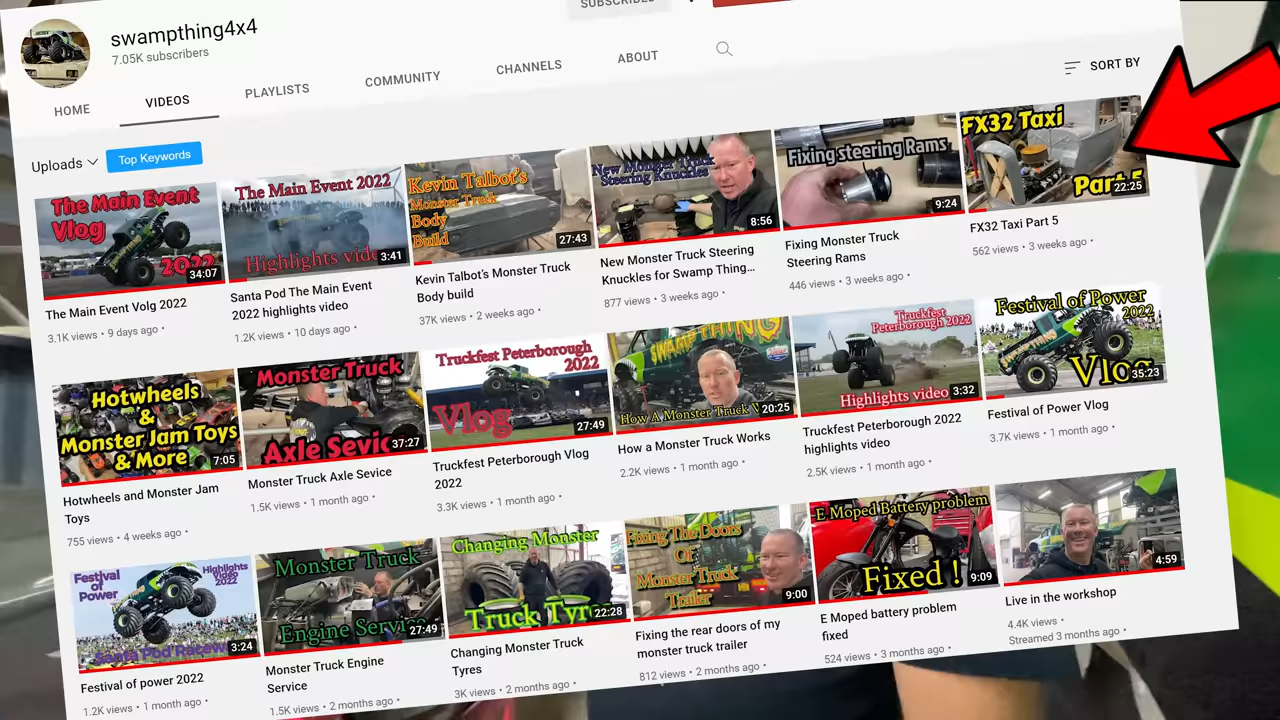 SUBSCRIBED
swampthing4x4
7.05K subscribers
HOME
VIDEOS
PLAYLISTS
COMMUNITY
CHANNELS
ABOUT
SORT BY
Uploads
Top Keywords
The Main Event
Vlog
2022
34:07
The Main Event Volg 2022
3.1K views • 9 days ago
The Main Event 2022
Highlights video
3:41
Santa Pod The Main Event
2022 highlights video
1.2K views • 10 days ago
Kevin Talbot's
Monster Truck
Body
Build
27:43
Kevin Talbot's Monster Truck
Body build
37K views • 2 weeks ago
New Monster Truck
Steering Knuckles
8:56
New Monster Truck Steering
Knuckles for Swamp Thing...
877 views • 3 weeks ago
Fixing steering Rams
9:24
Fixing Monster Truck
Steering Rams
446 views • 3 weeks ago
FX32 Taxi
Part 5
22:25
FX32 Taxi Part 5
562 views • 3 weeks ago
Hotwheels
&
Monster Jam Toys
& More
7:05
Hotwheels and Monster Jam
Toys
755 views • 4 weeks ago
Monster Truck
Axle Sevice
37:27
Monster Truck Axle Sevice
1.5K views • 1 month ago
Truckfest Peterborough
2022
Vlog
27:49
Truckfest Peterborough Vlog
2022
3.3K views • 1 month ago
SWAMP THING
How A Monster Truck
20:25
How a Monster Truck Works
2.2K views • 1 month ago
Truckfest
Peterborough 2022
Highlights video
3:32
Truckfest Peterborough 2022
highlights video
2.5K views • 1 month ago
Festival of Power
2022
Vlog
35:23
Festival of Power Vlog
3.7K views • 1 month ago
Festival
of
Power
Highlights
Video
2022
Santa Pod Raceway
3:24
Festival of power 2022
1.2K views • 1 month ago
Monster Truck
Engine Service
27:49
Monster Truck Engine
Service
1.5K views • 2 months ago
Changing Monster
Truck Tyres
22:28
Changing Monster Truck
Tyres
3K views • 2 months ago
Fixing The Doors
Of
Monster Truck
Trailer
9:00
Fixing the rear doors of my
monster truck trailer
812 views • 2 months ago
E Moped Battery problem
Fixed !
9:09
E Moped battery problem
fixed
524 views • 3 months ago
4:59
Live in the workshop
4.4K views •
Streamed 3 months ago